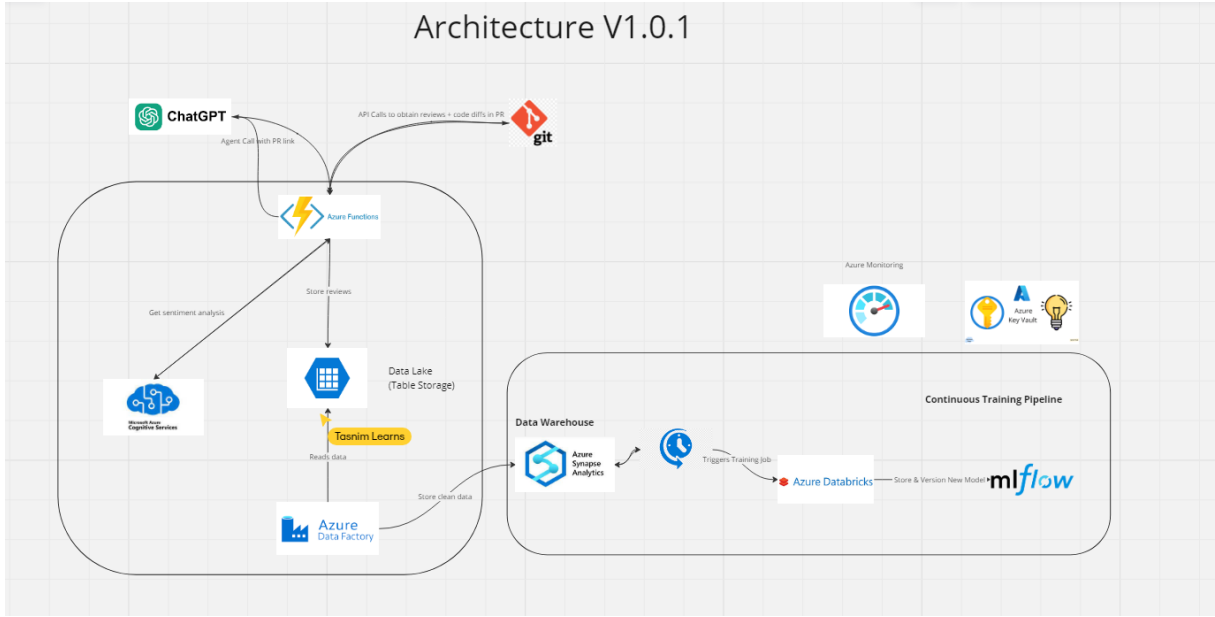 Architecture V1.0.1
ChatGPT
API Calls to obtain reviews + code diffs in PR
git
Agent Call with PR link
Azure Functions
Azure Monitoring
Store reviews
Azure
Key Vault
Get sentiment analysis
Data Lake
(Table Storage)
Continuous Training Pipeline
Microsoft Azure
Cognitive Services
Data Warehouse
Tasnim Learns
Azure
Synapse
Analytics
Reads data
Triggers Training Job
Azure Databricks
Store & Version New Model
mlflow
Store clean data
Azure
Data Factory